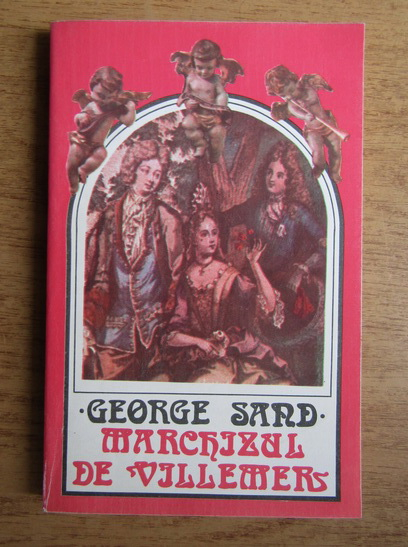 ·GEORGE SAND·
MARCHIZUL
DE VILLEMER